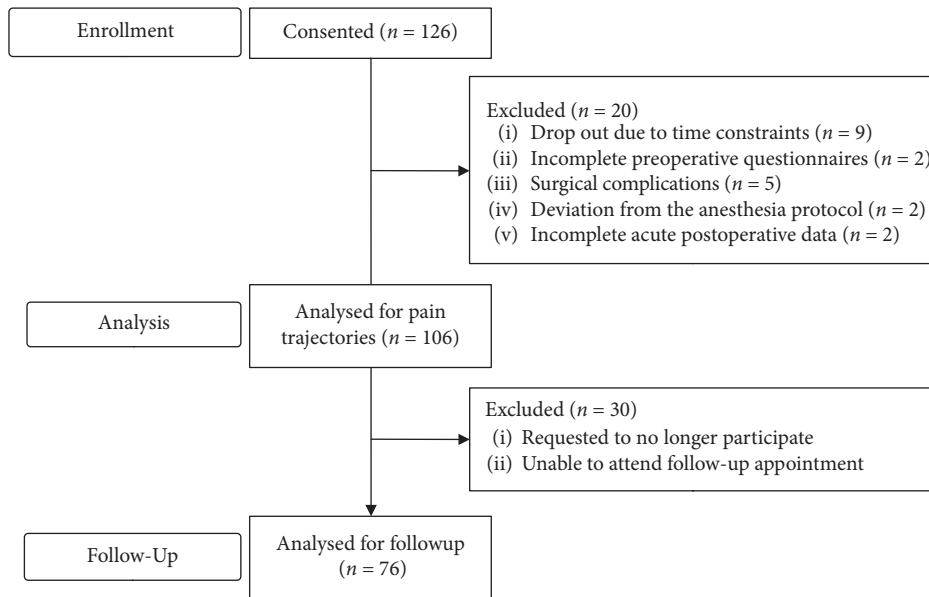 Enrollment
Consented (n = 126)
Excluded (n = 20)
(i) Drop out due to time constraints (n = 9)
(ii) Incomplete preoperative questionnaires (n = 2)
(iii) Surgical complications (n = 5)
(iv) Deviation from the anesthesia protocol (n = 2)
(v) Incomplete acute postoperative data (n = 2)
Analysis
Analysed for pain
trajectories (n = 106)
Excluded (n = 30)
(i) Requested to no longer participate
(ii) Unable to attend follow-up appointment
Follow-Up
Analysed for followup
(n = 76)